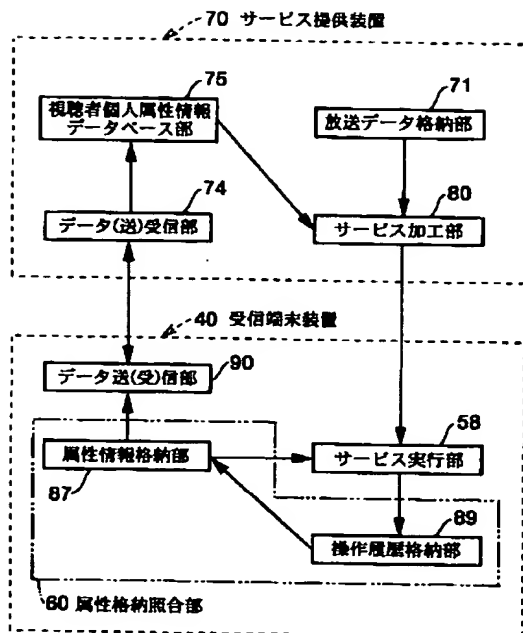 70 サービス提供装置
75
視聴者個人属性情報
データベース部
71
放送データ格納部
74
データ(送)受信部
80
サービス加工部
40 受信端末装置
90
データ送(受)信部
58
属性情報格納部
サービス実行部
87
89
操作履歴格納部
60 属性格納照合部